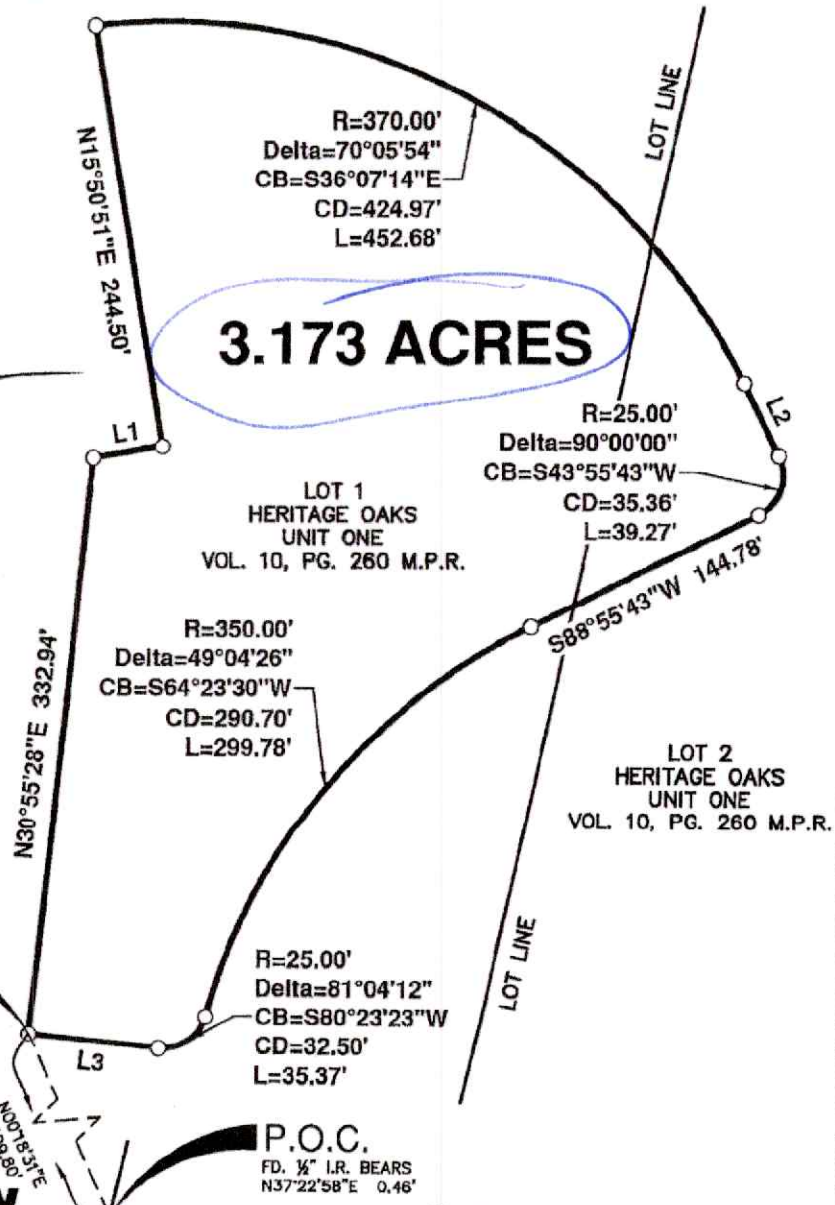 LOT LINE
R=370.00'
Delta=70°05'54"
CB=S36°07'14"E
CD=424.97'
L=452.68'
N15°50'51"E 244.50'
3.173 ACRES
L1
L2
R=25.00'
Delta=90°00'00"
CB=S43°55'43"W
CD=35.36'
L=39.27'
LOT 1
HERITAGE OAKS
UNIT ONE
VOL. 10, PG. 260 M.P.R.
S88°55'43"W 144.78'
R=350.00'
Delta=49°04'26"
CB=S64°23'30"W
CD=290.70'
L=299.78'
N30°55'28"E 332.94'
LOT 2
HERITAGE OAKS
UNIT ONE
VOL. 10, PG. 260 M.P.R.
LOT LINE
R=25.00'
Delta=81°04'12"
CB=S80°23'23"W
CD=32.50'
L=35.37'
L3
N00°18'31"E
P.O.C.
FD. ½" I.R. BEARS
N37°22'58"E 0.46'